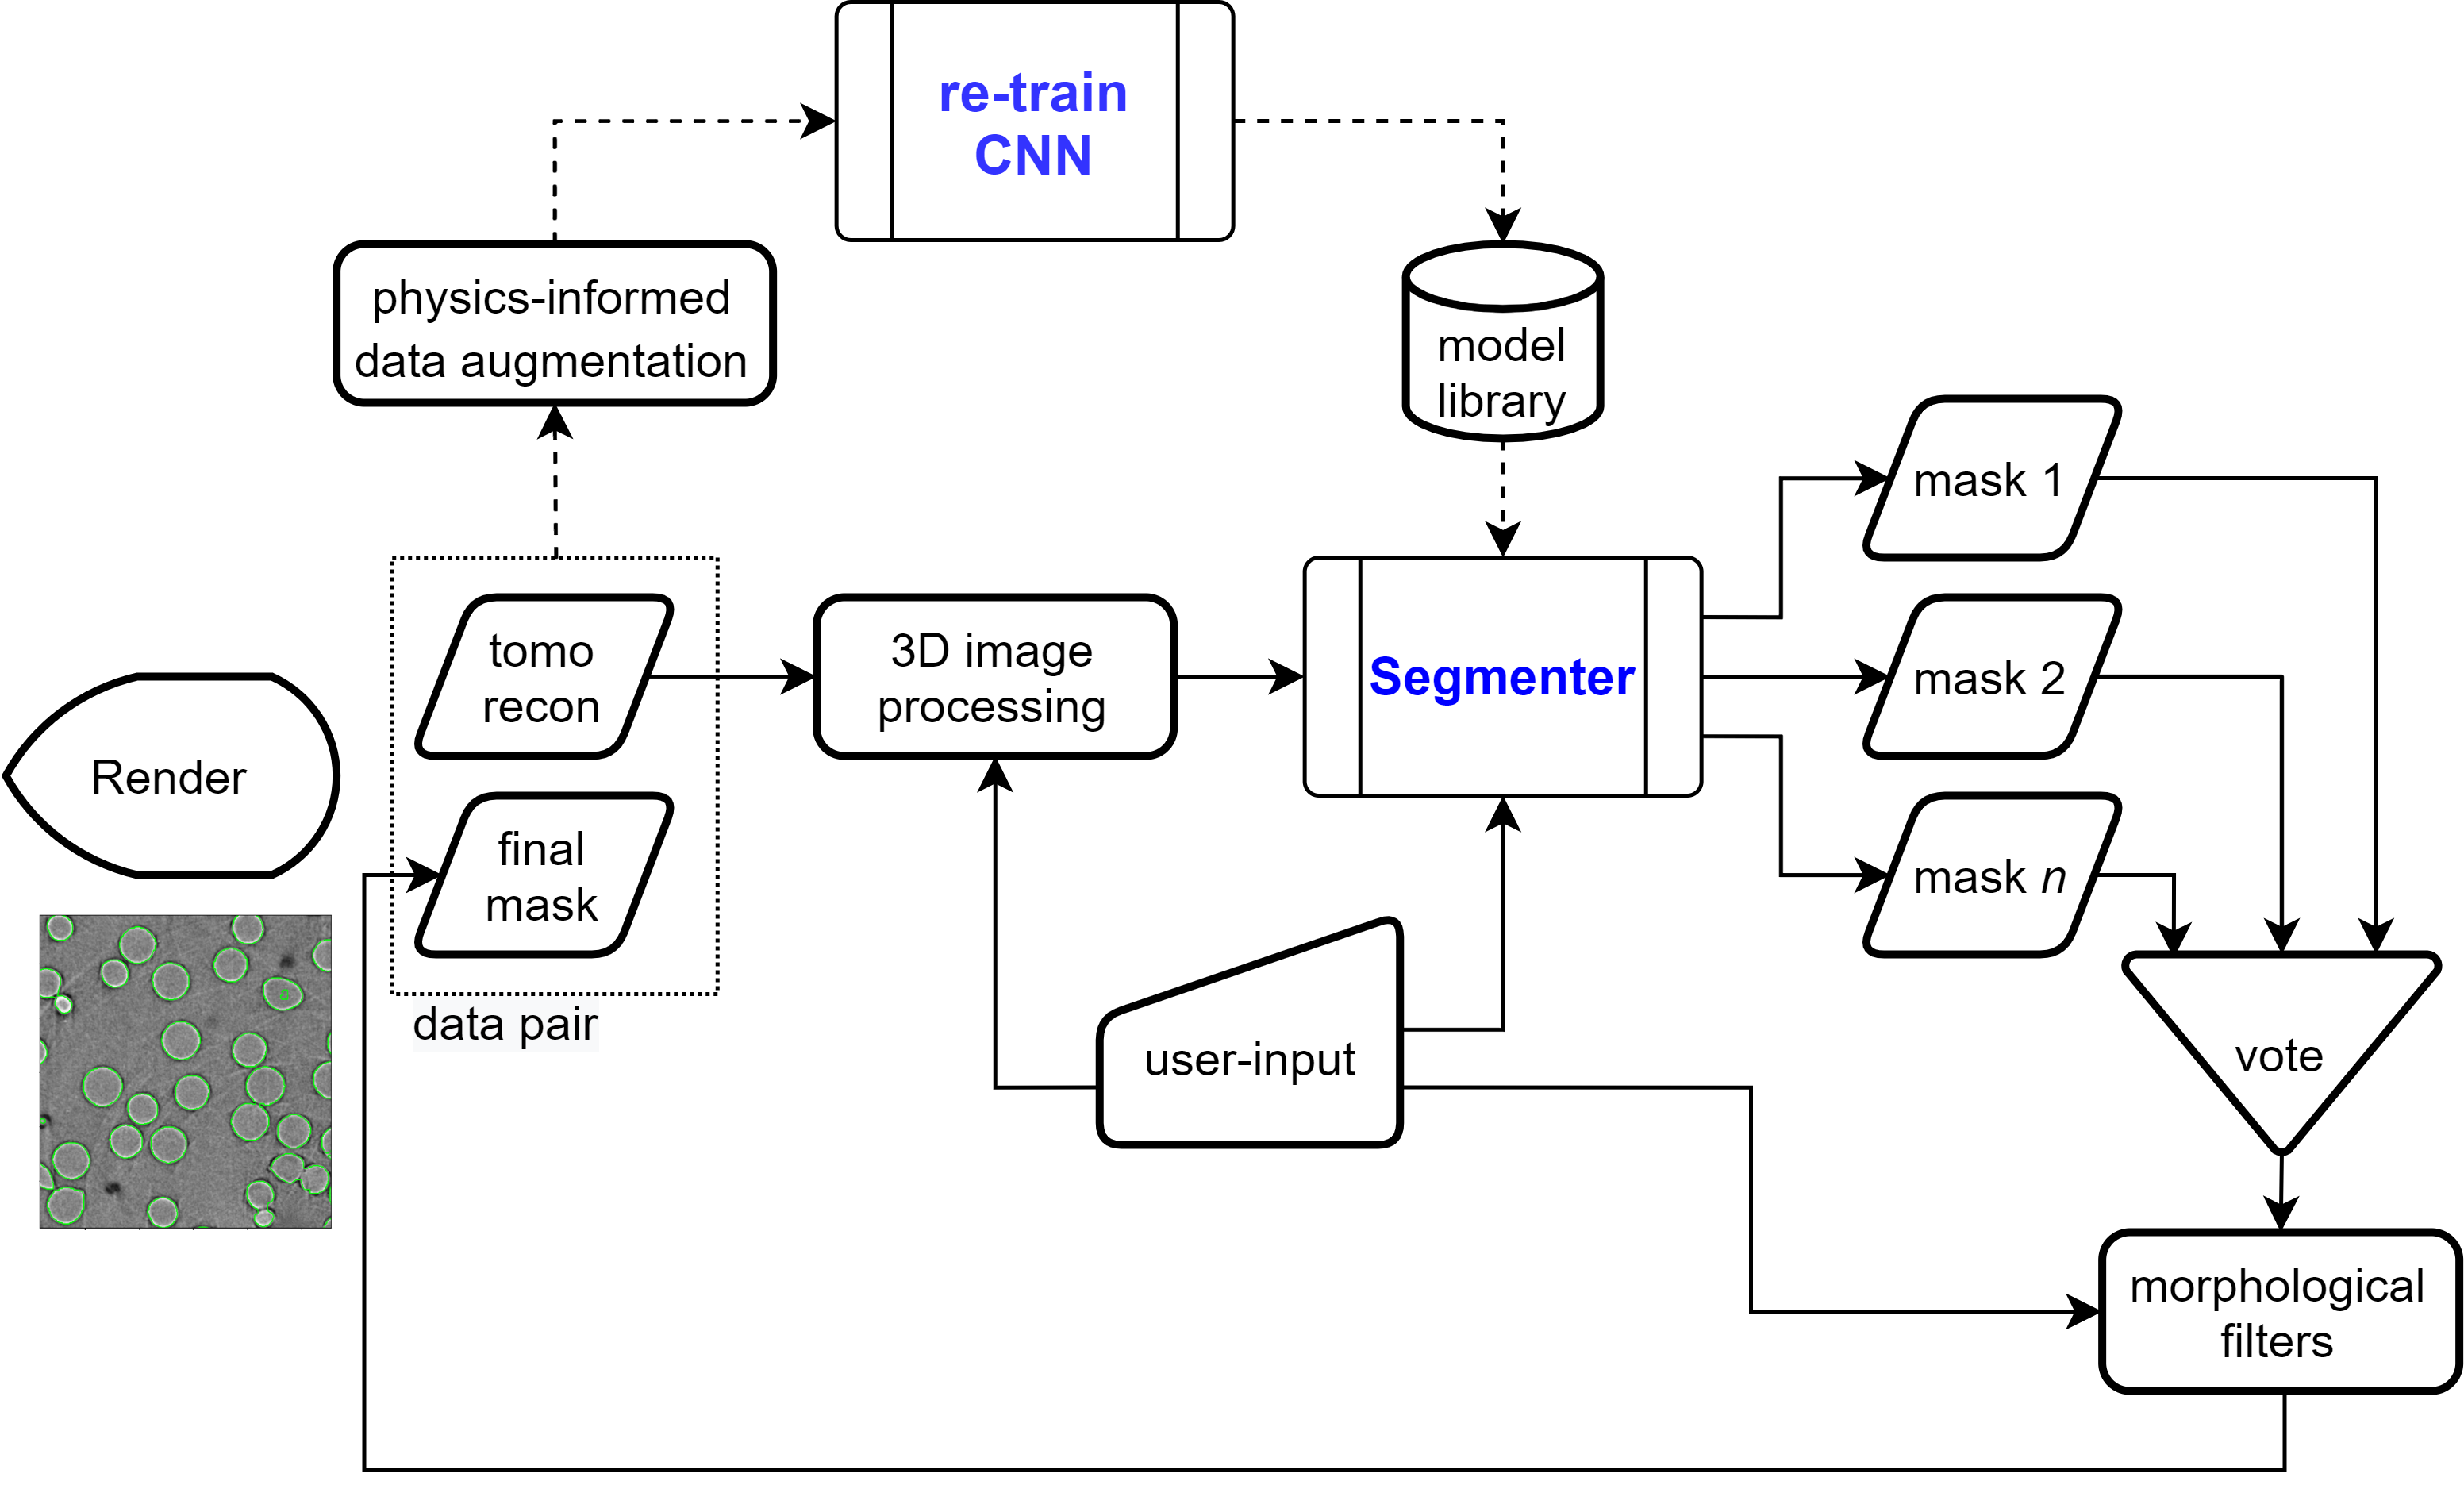 re-train
CNN
physics-informed
data augmentation
model
library
mask 1
tomo
recon
3D image
processing
Segmenter
mask 2
Render
final
mask
mask n
data pair
user-input
vote
morphological
filters